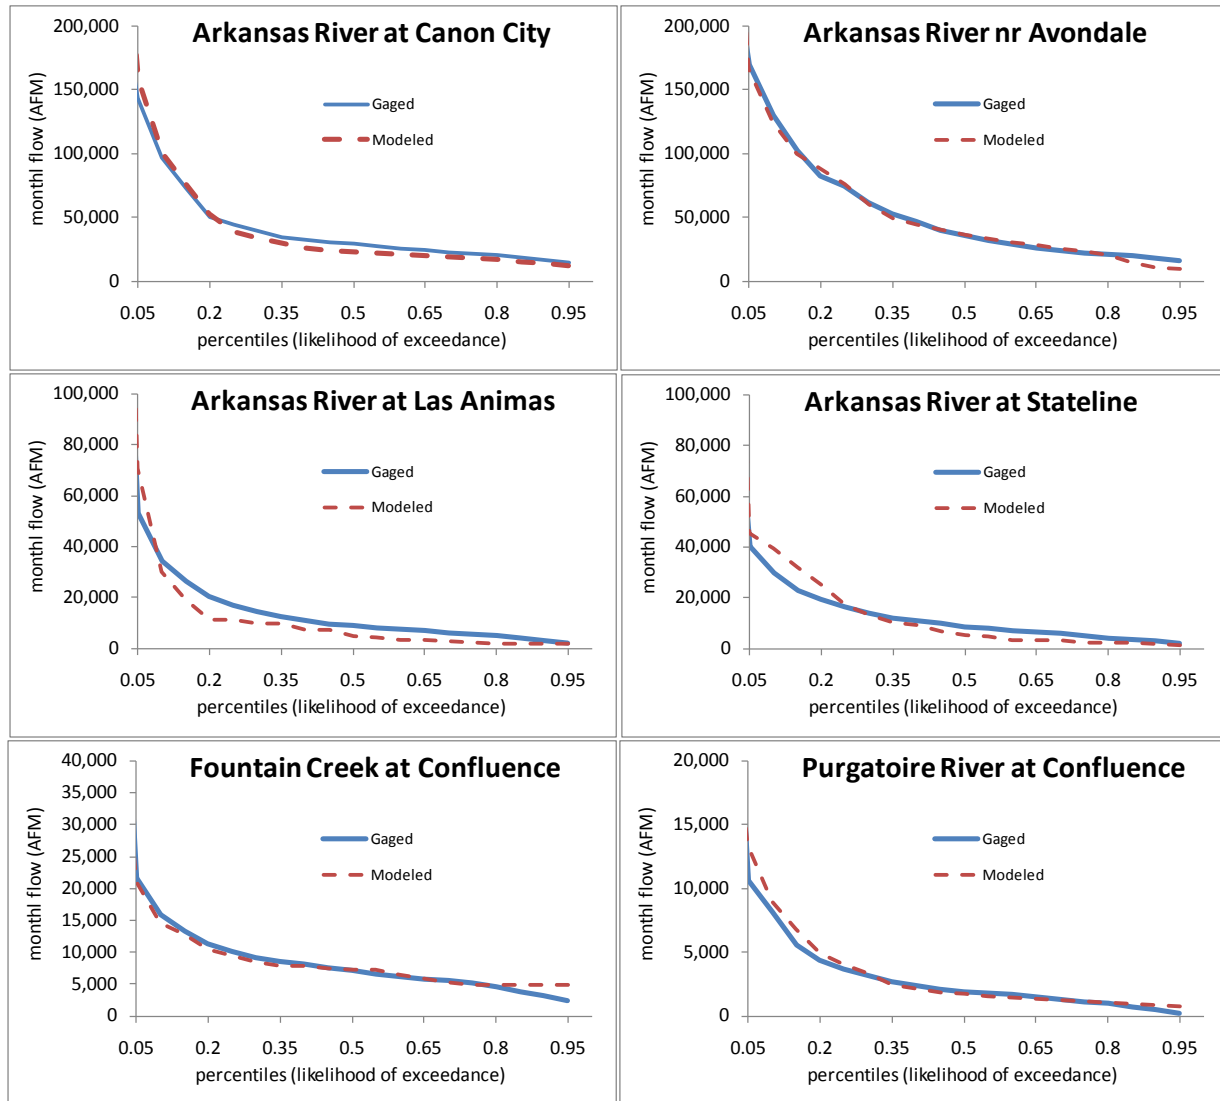 Arkansas River at Canon City
monthl flow (AFM)
200,000
150,000
100,000
50,000
0
Gaged
Modeled
0.05 0.2 0.35 0.5 0.65 0.8 0.95
percentiles (likelihood of exceedance)
Arkansas River nr Avondale
monthl flow (AFM)
200,000
150,000
100,000
50,000
0
Gaged
Modeled
0.05 0.2 0.35 0.5 0.65 0.8 0.95
percentiles (likelihood of exceedance)
Arkansas River at Las Animas
monthl flow (AFM)
100,000
80,000
60,000
40,000
20,000
0
Gaged
Modeled
0.05 0.2 0.35 0.5 0.65 0.8 0.95
percentiles (likelihood of exceedance)
Arkansas River at Stateline
monthl flow (AFM)
100,000
80,000
60,000
40,000
20,000
0
Gaged
Modeled
0.05 0.2 0.35 0.5 0.65 0.8 0.95
percentiles (likelihood of exceedance)
Fountain Creek at Confluence
monthl flow (AFM)
40,000
35,000
30,000
25,000
20,000
15,000
10,000
5,000
0
Gaged
Modeled
0.05 0.2 0.35 0.5 0.65 0.8 0.95
percentiles (likelihood of exceedance)
Purgatoire River at Confluence
monthl flow (AFM)
20,000
15,000
10,000
5,000
0
Gaged
Modeled
0.05 0.2 0.35 0.5 0.65 0.8 0.95
percentiles (likelihood of exceedance)